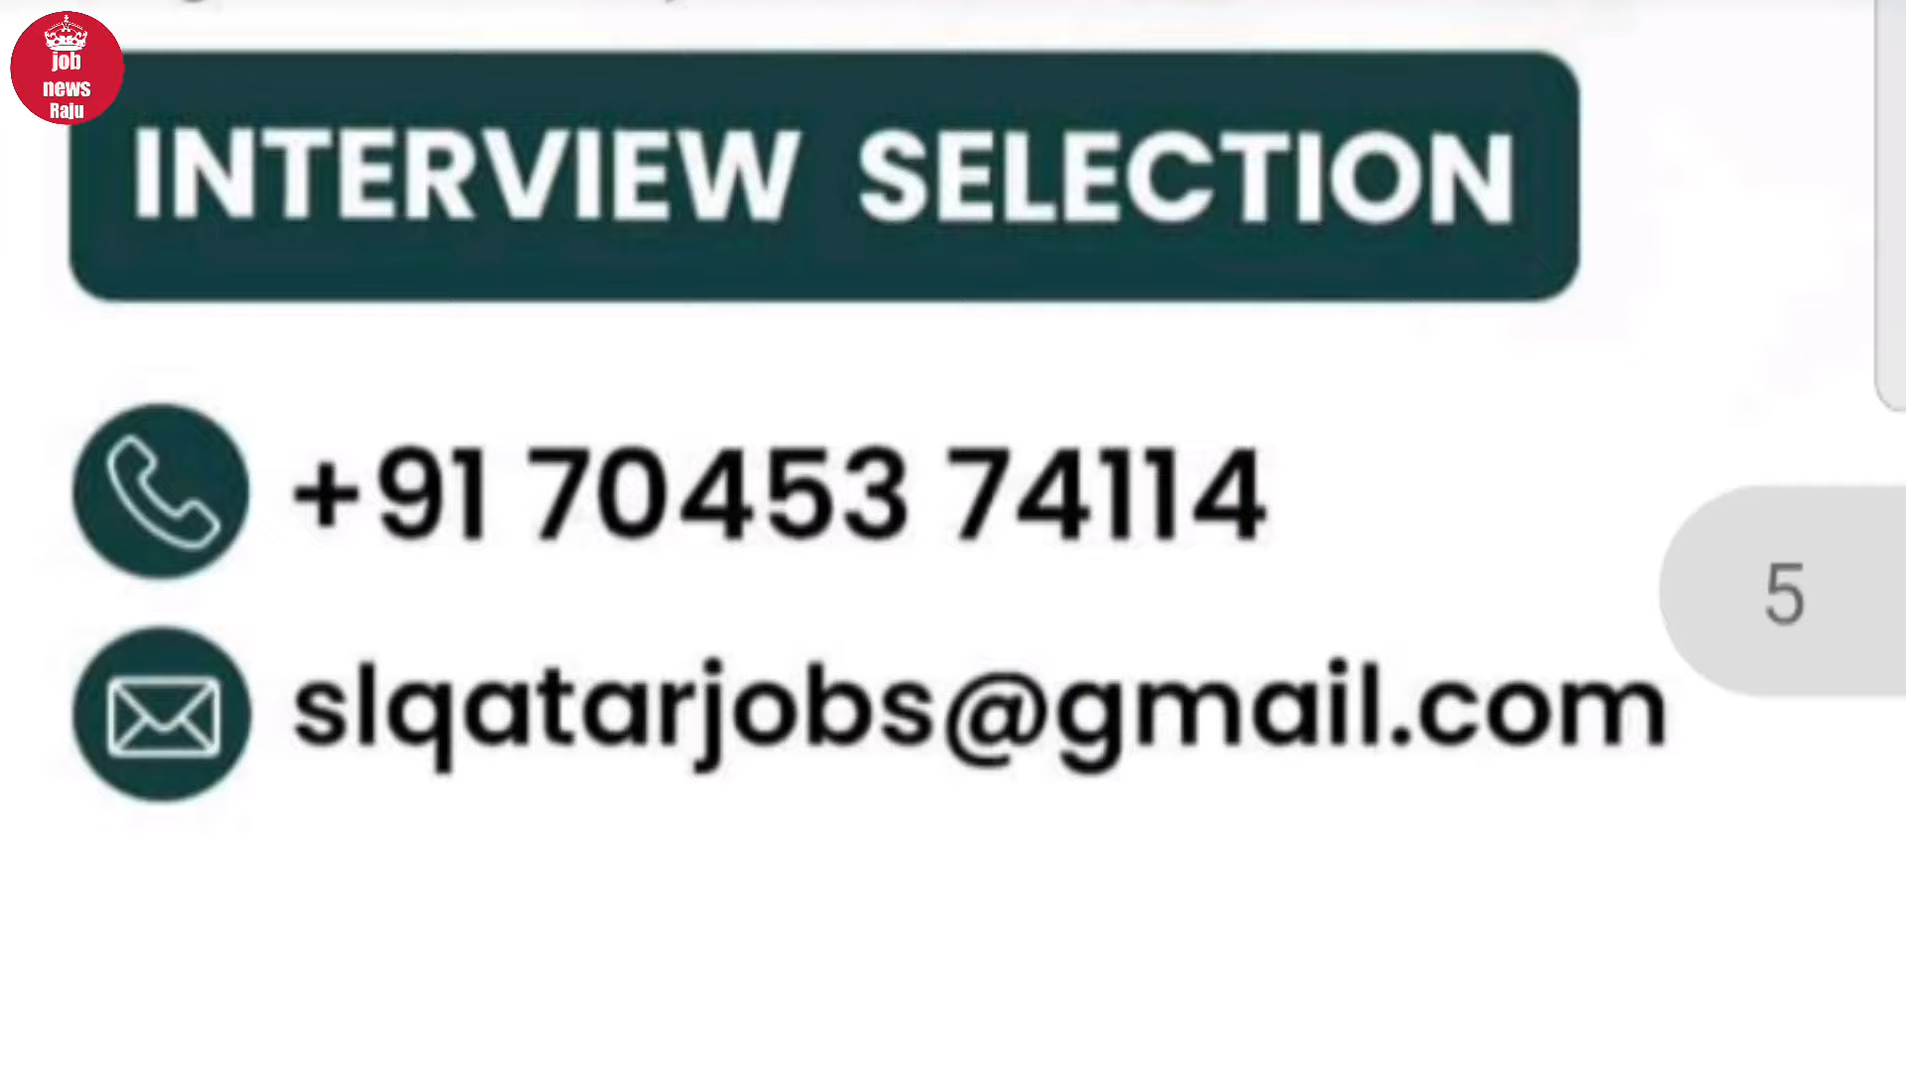 job
news
Raju
INTERVIEW SELECTION
+91 70453 74114
5
slqatarjobs@gmail.com